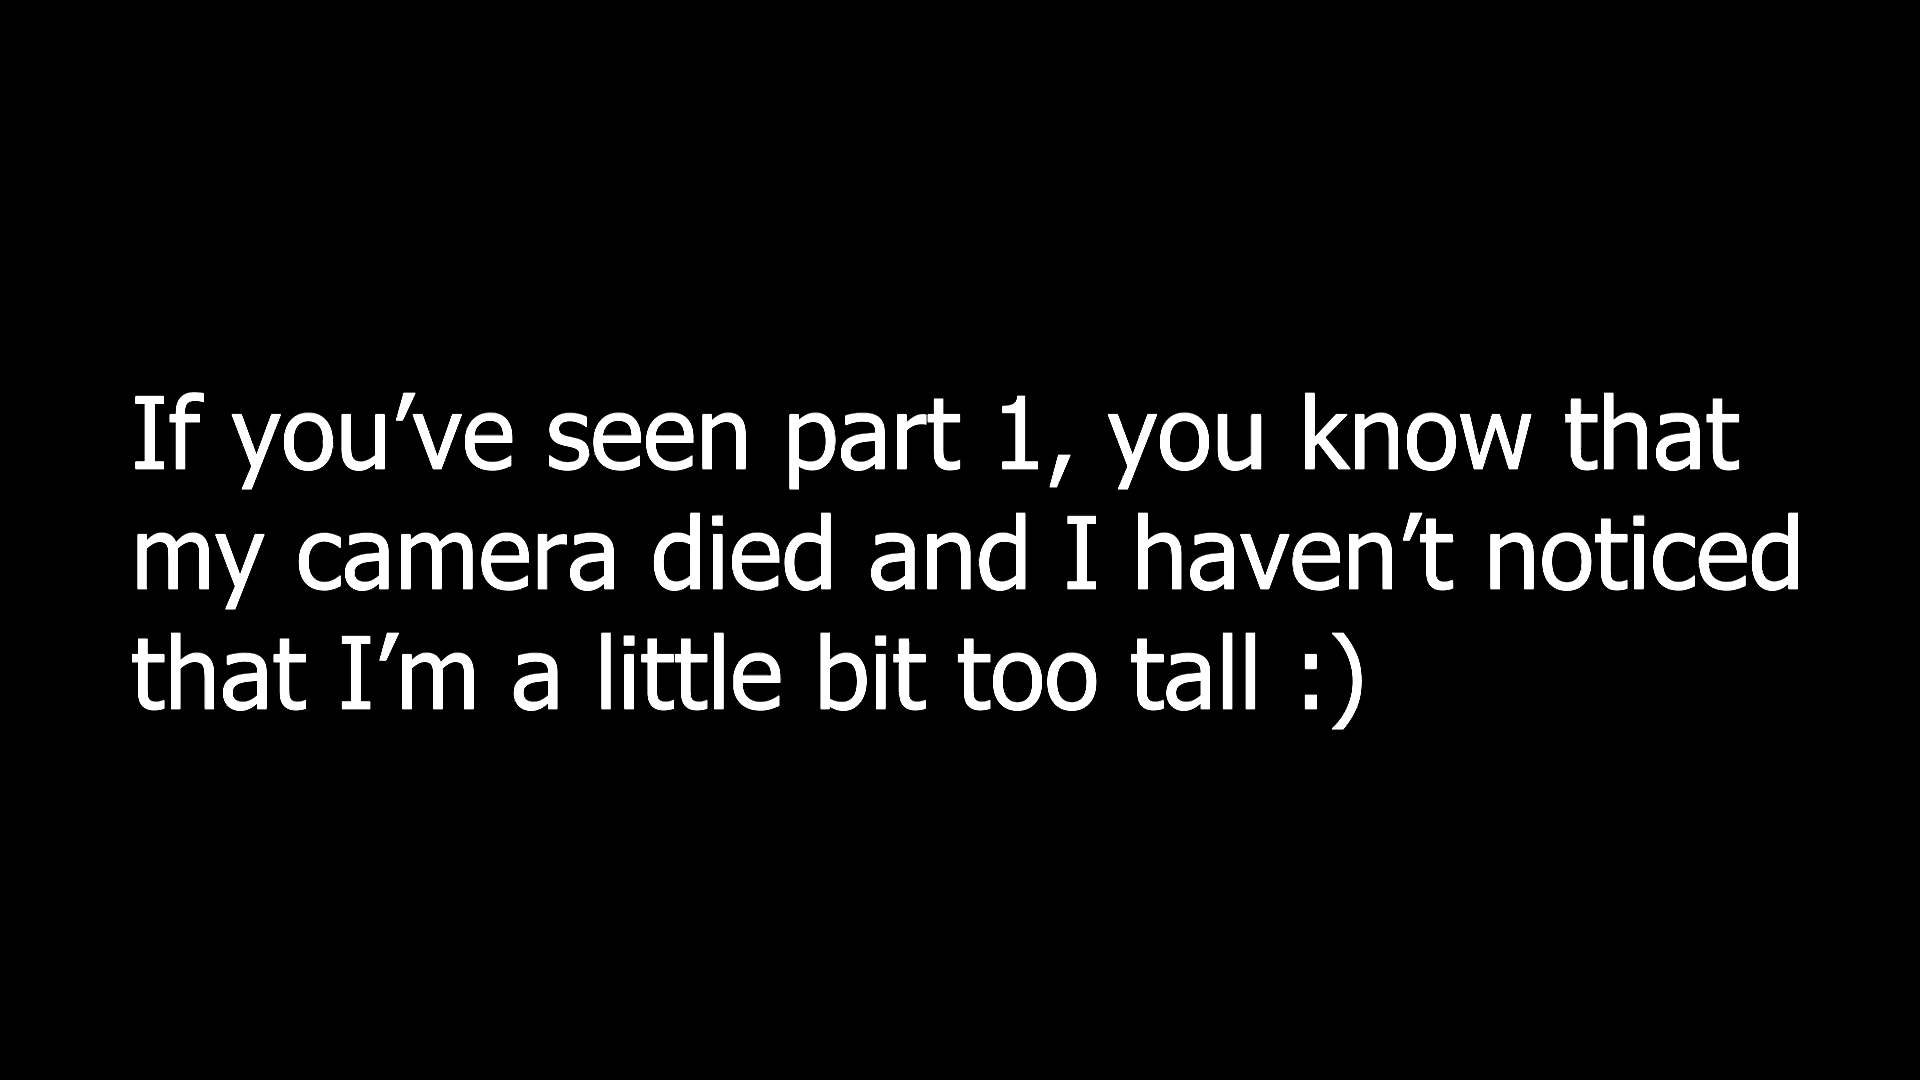 If you’ve seen part 1, you know that
my camera died and I haven’t noticed
that I’m a little bit too tall :)